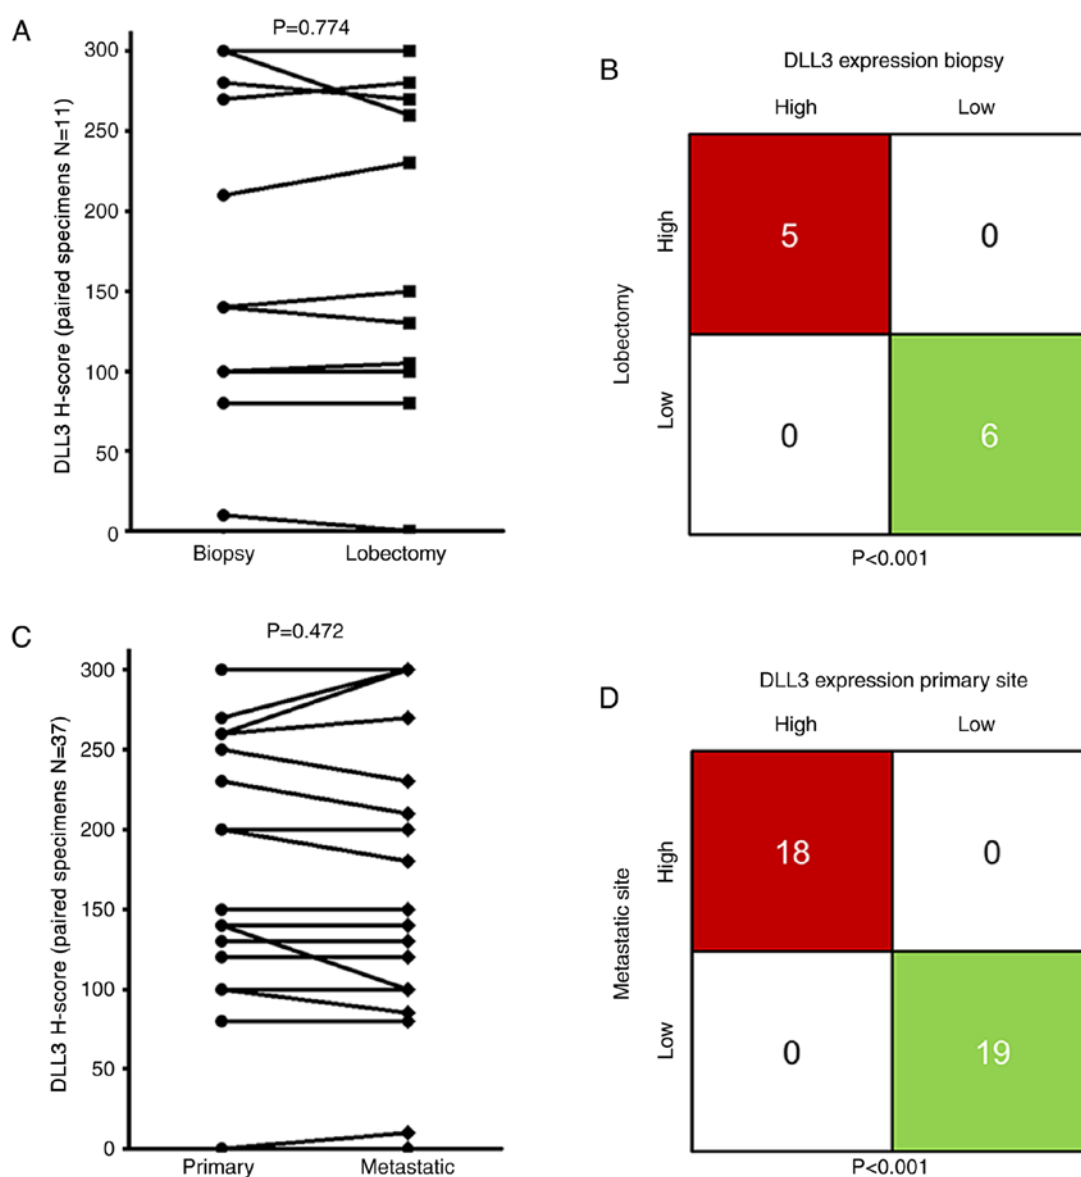 A
P=0.774
DLL3 H-score (paired specimens N=11)
300
250
200
150
100
50
0
Biopsy
Lobectomy
B
DLL3 expression biopsy
High
Low
Lobectomy
High
5
0
Low
0
6
P<0.001
C
P=0.472
DLL3 H-score (paired specimens N=37)
300
250
200
150
100
50
0
Primary
Metastatic
D
DLL3 expression primary site
High
Low
Metastatic site
High
18
0
Low
0
19
P<0.001